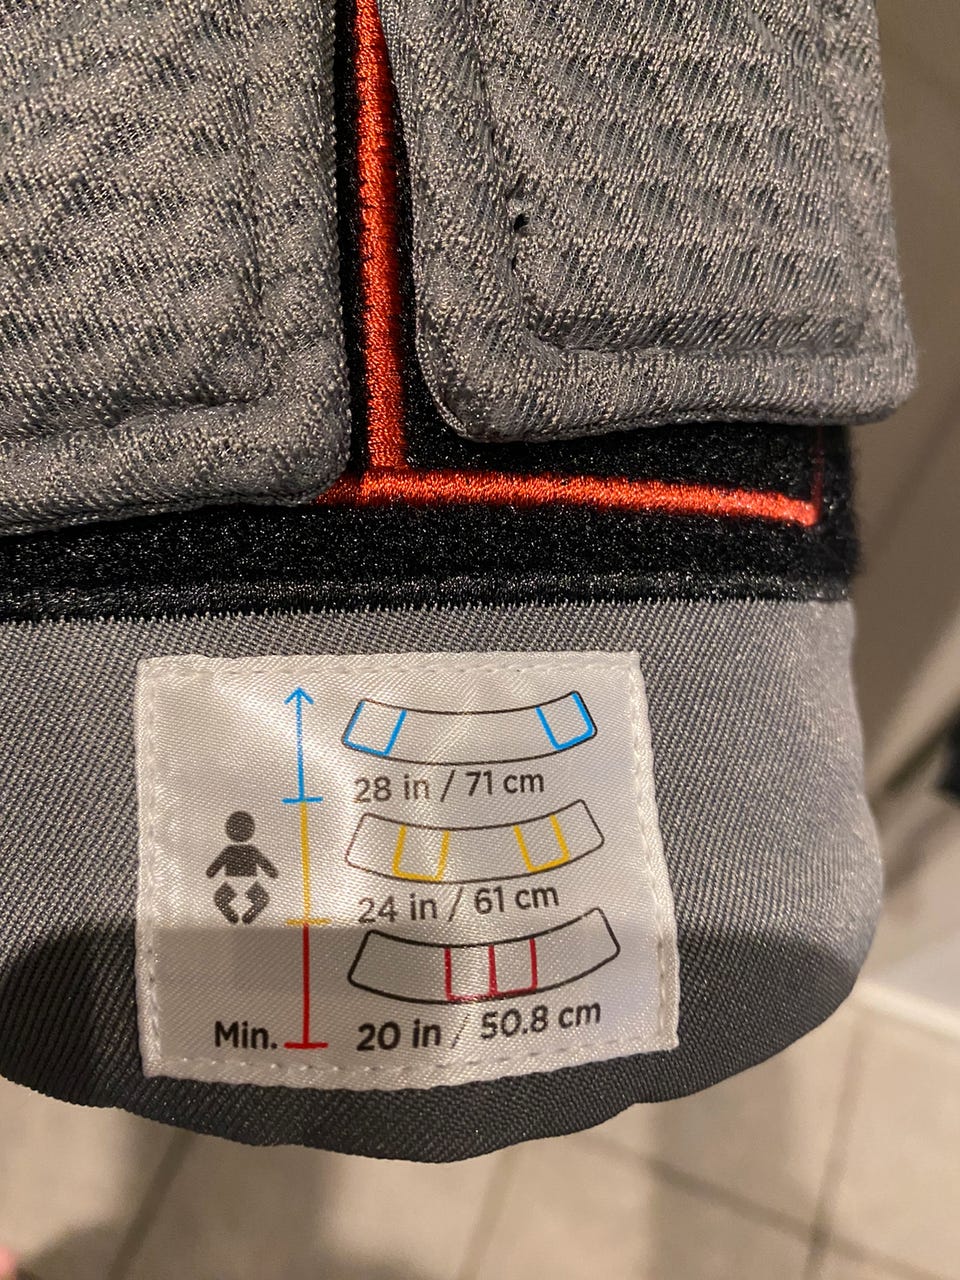 28 in / 71 cm
24 in / 61 cm
Min. 20 in / 50.8 cm